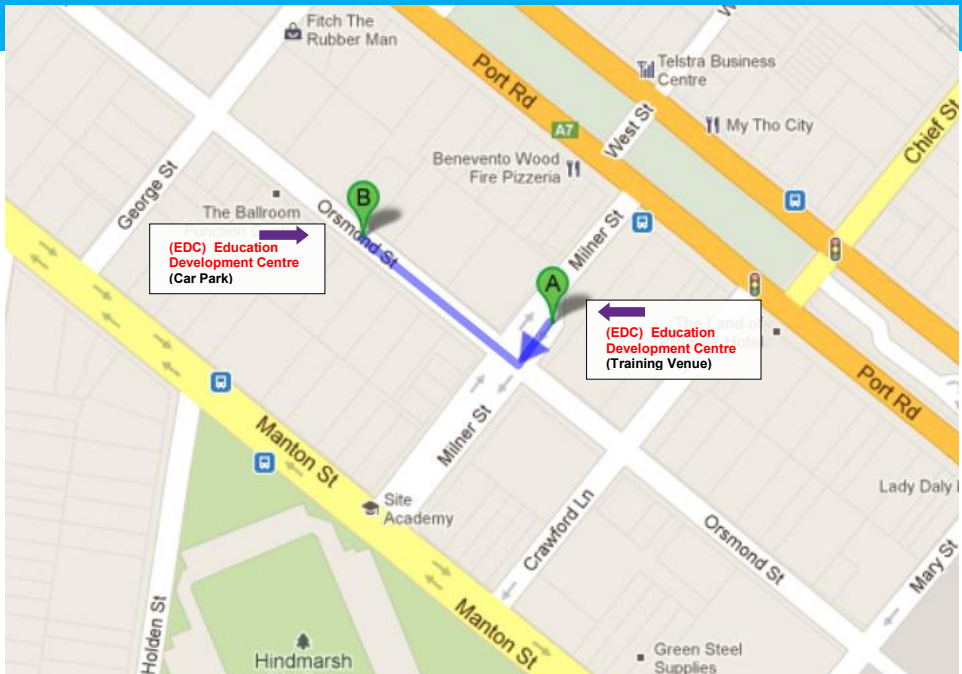 Fitch The
Rubber Man
Port Rd
A7
Telstra Business
Centre
My Tho City
West St
Chief St
Benevento Wood
Fire Pizzeria
George St
The Ballroom
Orsmond St
B
Milner St
A
(EDC) Education
Development Centre
(Car Park)
(EDC) Education
Development Centre
(Training Venue)
Port Rd
Manton St
Milner St
Site
Academy
Lady Daly
Crawford Ln
Orsmond St
Mary St
Holden St
Manton St
Hindmarsh
Green Steel
Supplies